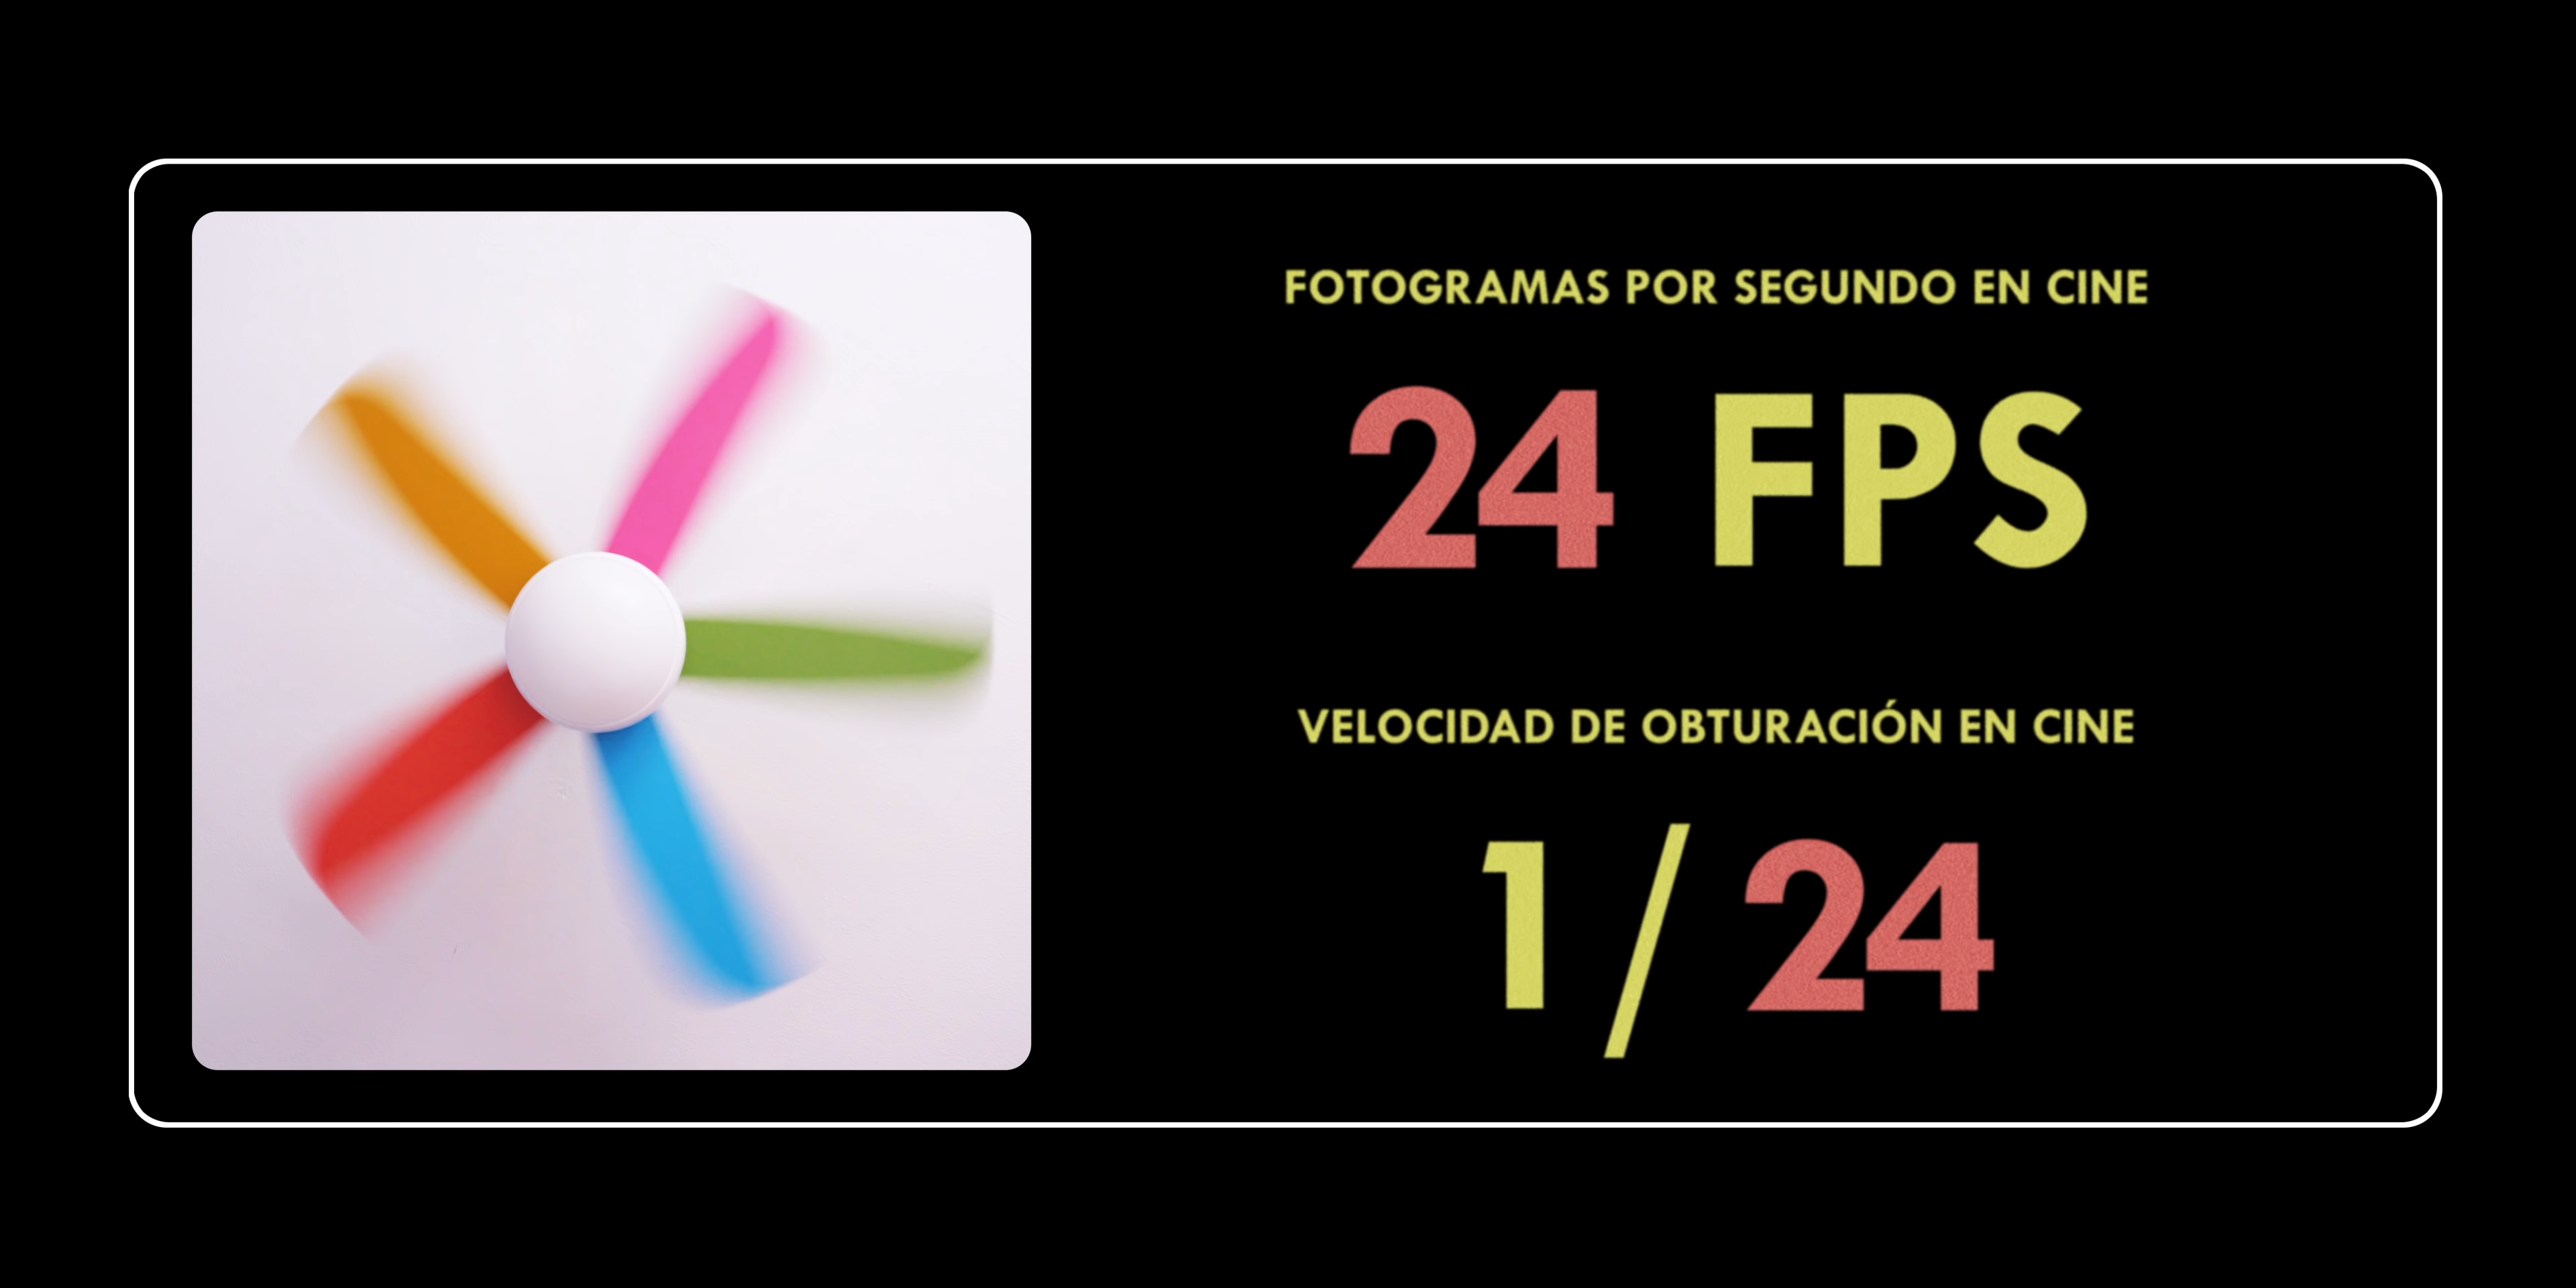 FOTOGRAMAS POR SEGUNDO EN CINE
24 FPS
VELOCIDAD DE OBTURACIÓN EN CINE
1/24